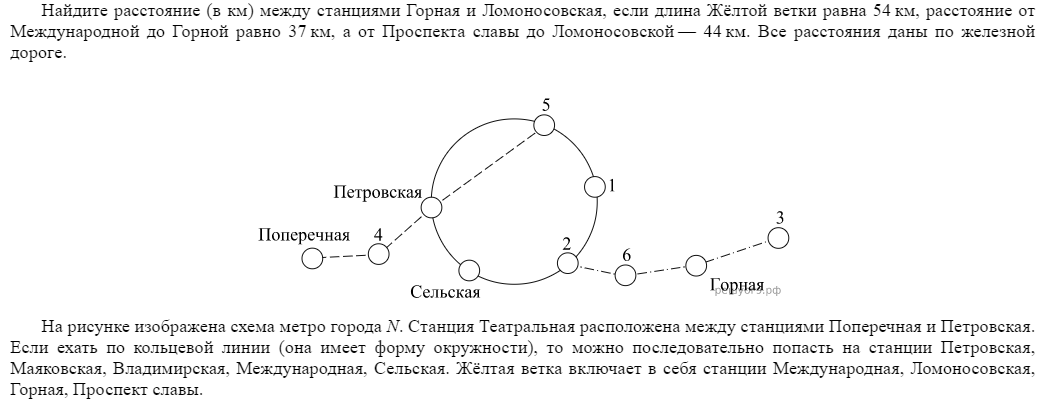 Найдите расстояние (в км) между станциями Горная и Ломоносовская, если длина Жёлтой ветки равна 54 км, расстояние от
Международной до Горной равно 37 км, а от Проспекта славы до Ломоносовской — 44 км. Все расстояния даны по железной
дороге.
5
Петровская
1
Поперечная
4
3
2
6
Сельская
Горная
решуогэ.рф
На рисунке изображена схема метро города N. Станция Театральная расположена между станциями Поперечная и Петровская.
Если ехать по кольцевой линии (она имеет форму окружности), то можно последовательно попасть на станции Петровская,
Маяковская, Владимирская, Международная, Сельская. Жёлтая ветка включает в себя станции Международная, Ломоносовская,
Горная, Проспект славы.